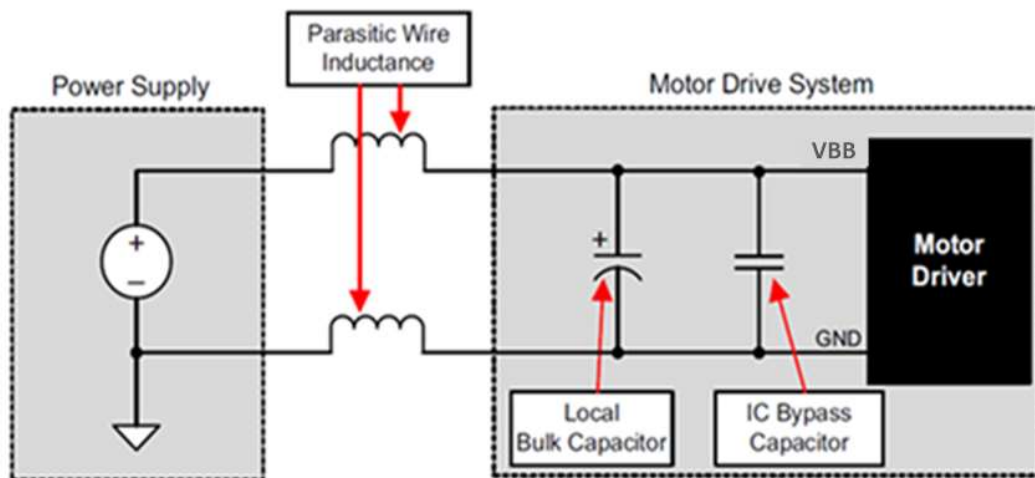 Parasitic Wire
Inductance
Power Supply
Motor Drive System
VBB
+
+
−
Motor
Driver
GND
Local
Bulk Capacitor
IC Bypass
Capacitor